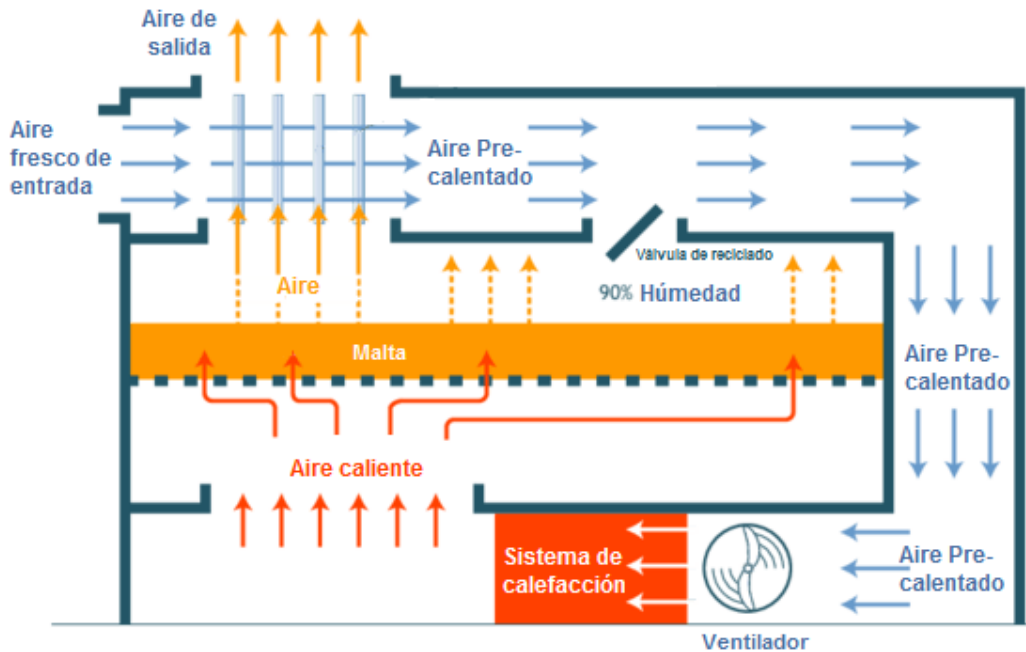 Aire de
salida
Aire
fresco de
entrada
Aire Pre-
calentado
Válvula de reciclado
Aire
90% Húmedad
Malta
Aire Pre-
calentado
Aire caliente
Sistema de
calefacción
Aire Pre-
calentado
Ventilador